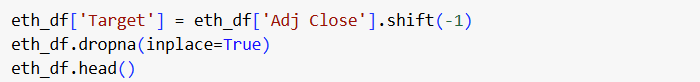 eth_df['Target'] = eth_df['Adj Close'].shift(-1)
eth_df.dropna(inplace=True)
eth_df.head()